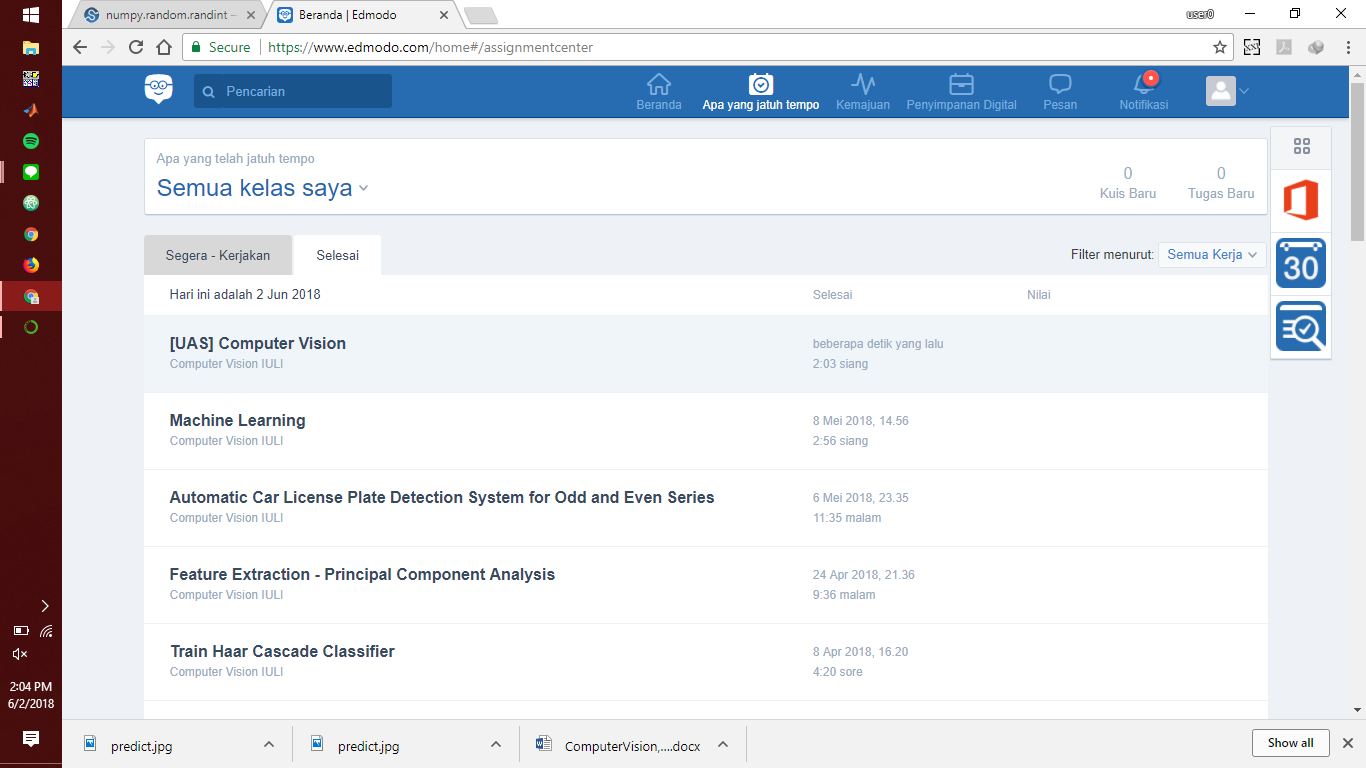 numpy.random.randint –
Beranda | Edmodo
user0
Secure
https://www.edmodo.com/home#/assignmentcenter
Pencarian
Beranda
Apa yang jatuh tempo
Kemajuan
Penyimpanan Digital
Pesan
Notifikasi
Apa yang telah jatuh tempo
Semua kelas saya
0
Kuis Baru
0
Tugas Baru
Segera - Kerjakan
Selesai
Filter menurut: Semua Kerja
30
Hari ini adalah 2 Jun 2018
Selesai
Nilai
[UAS] Computer Vision
Computer Vision IULI
beberapa detik yang lalu
2:03 siang
Machine Learning
Computer Vision IULI
8 Mei 2018, 14.56
2:56 siang
Automatic Car License Plate Detection System for Odd and Even Series
Computer Vision IULI
6 Mei 2018, 23.35
11:35 malam
Feature Extraction - Principal Component Analysis
Computer Vision IULI
24 Apr 2018, 21.36
9:36 malam
Train Haar Cascade Classifier
Computer Vision IULI
8 Apr 2018, 16.20
4:20 sore
2:04 PM
6/2/2018
predict.jpg
predict.jpg
ComputerVision,....docx
Show all